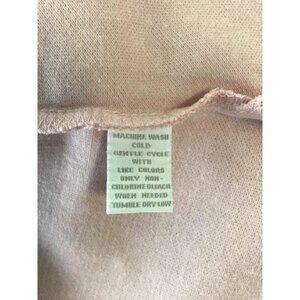 MACHINE WASH
COLD
GENTLE CYCLE
WITH
LIKE COLORS
ONLY NON-
CHLORINE BLEACH
WHEN NEEDED
TUMBLE DRY LOW